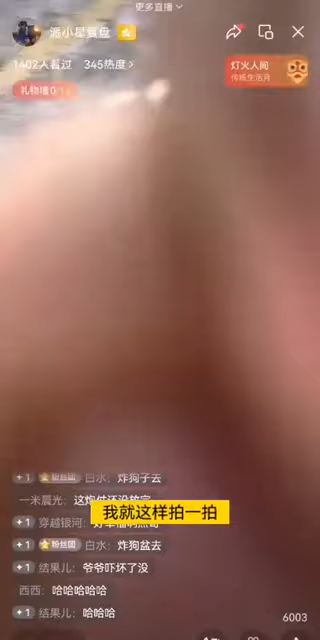 更多直播
派小星复盘
1402人看过 345热度
灯火人间
传统生活月
礼物墙0/1
+1 粉丝团 白水：炸狗子去
一米晨光：这炮仗还没放完
+1 穿越银河：
我就这样拍一拍
+1 粉丝团 白水：炸狗盆去
+1 结果儿：爷爷吓坏了没
西西：哈哈哈哈哈
+1 结果儿：哈哈哈
6003